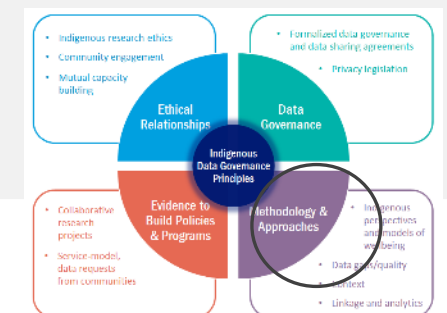 • Indigenous research ethics
• Community engagement
• Mutual capacity
building
• Formalized data governance
and data sharing agreements
• Privacy legislation
Ethical
Relationships
Data
Governance
Indigenous
Data Governance
Principles
Evidence to
Build Policies
& Programs
Methodology &
Approaches
• Collaborative
research
projects
• Service-model,
data requests
from communities
• Indigenous
perspectives
and models of
wellbeing
• Data gaps/quality
• Context
• Linkage and analytics